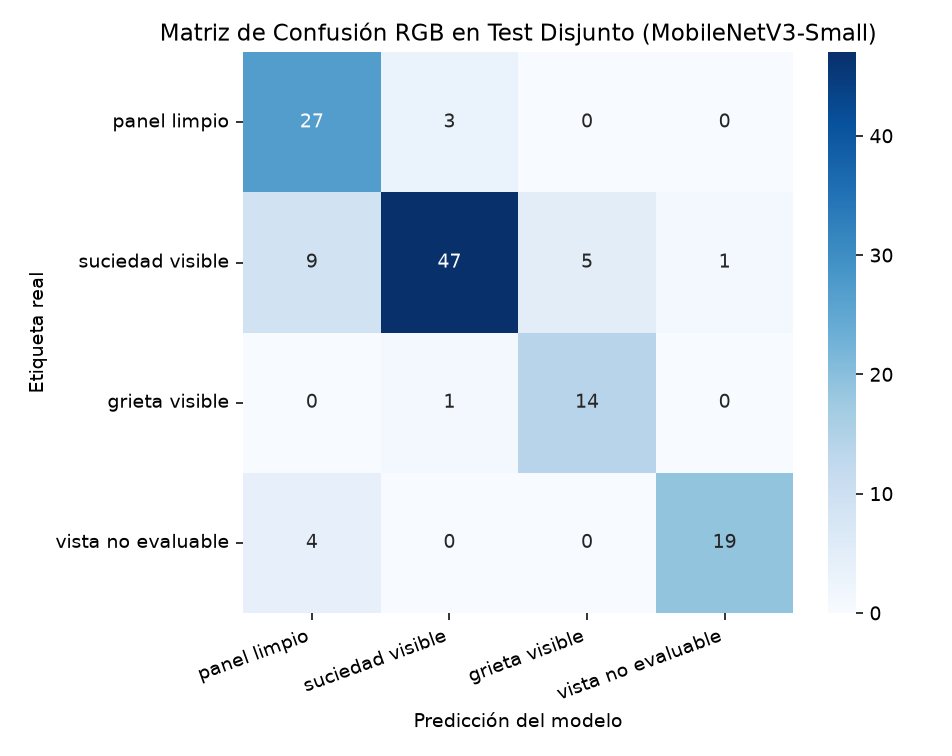 Matriz de Confusión RGB en Test Disjunto (MobileNetV3-Small)
Etiqueta real
panel limpio 27 3 0 0
suciedad visible 9 47 5 1
grieta visible 0 1 14 0
vista no evaluable 4 0 0 19
panel limpio suciedad visible grieta visible vista no evaluable
Predicción del modelo
40
30
20
10
0